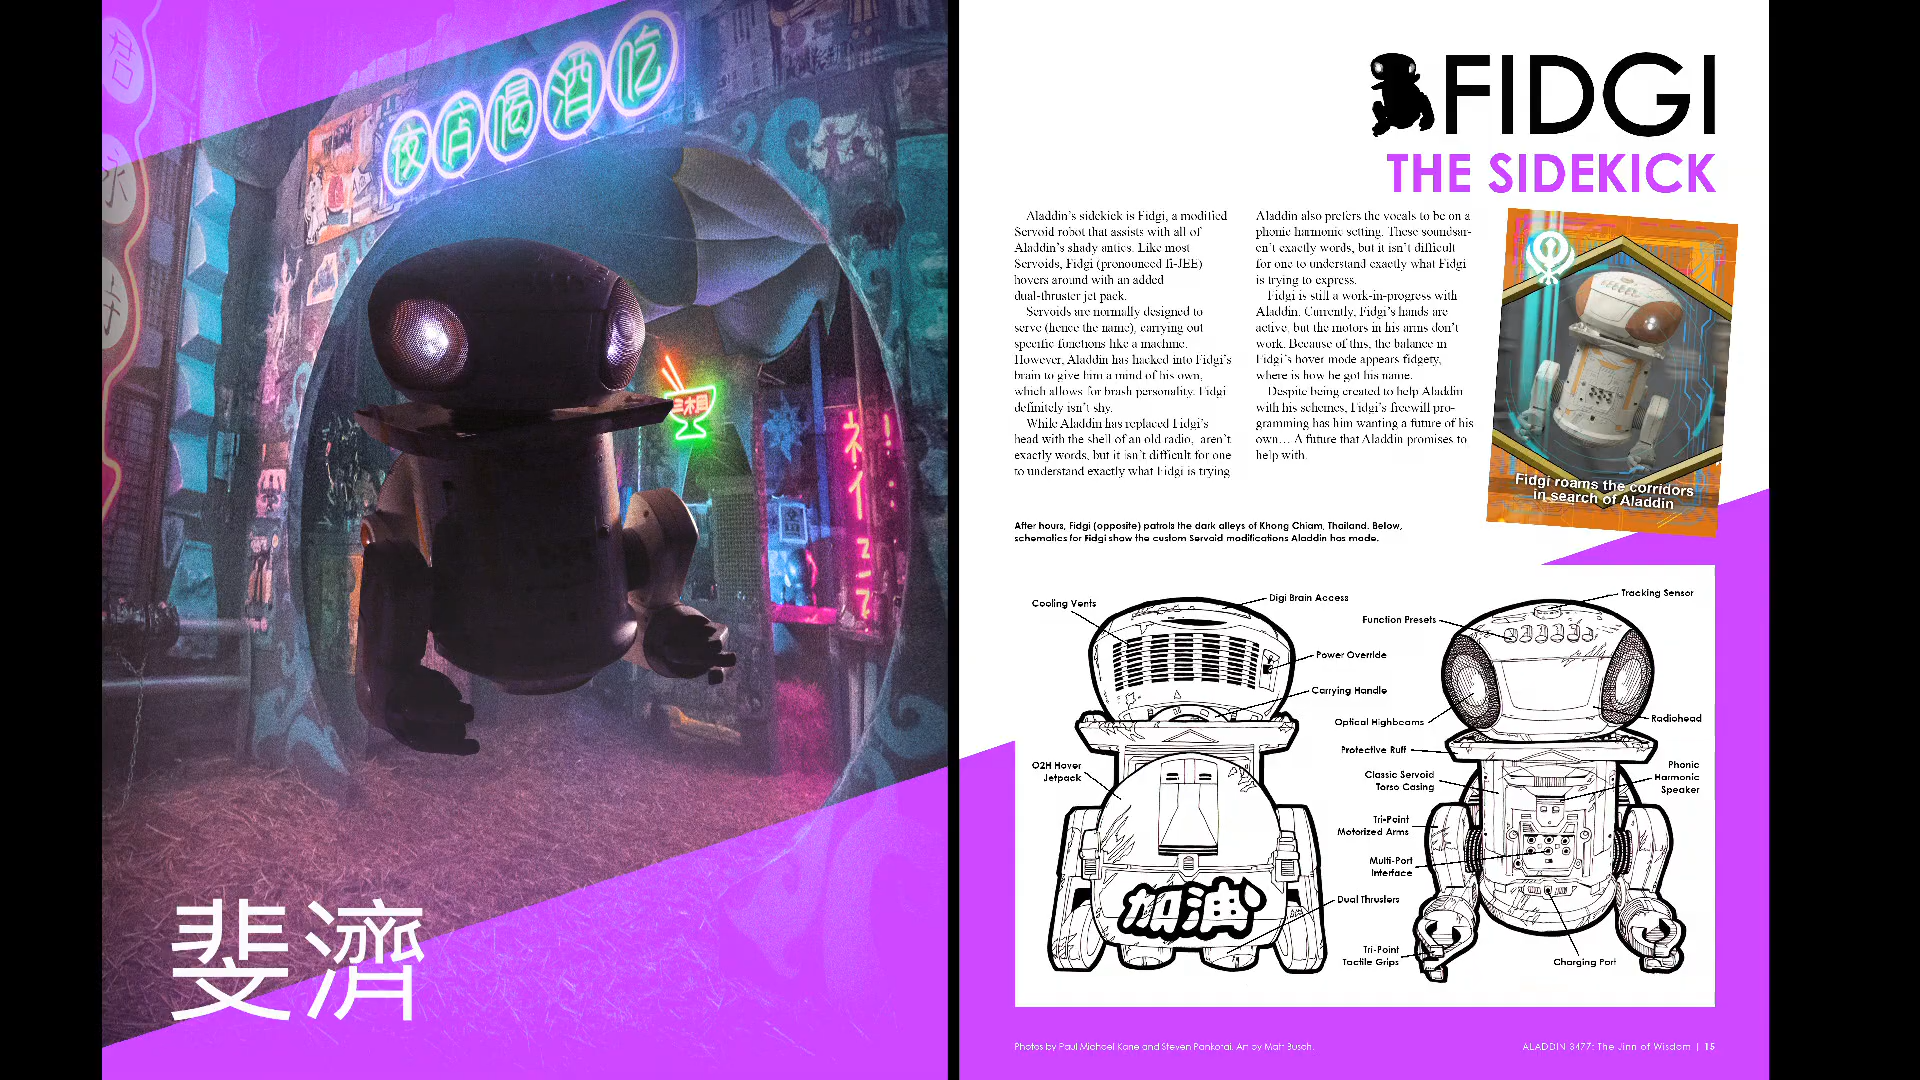 夜店喝酒吃
三木同
ネイニマ!
君
永
寺
斐濟
FIDGI
THE SIDEKICK
Aladdin's sidekick is Fidgi, a modified
Servoid robot that assists with all of
Aladdin's shady antics. Like most
Servoids, Fidgi (pronounced fi-JEE)
hovers around with an added
dual-thruster jet pack.
Servoids are normally designed to
serve (hence the name), carrying out
specific functions like a machine.
However, Aladdin has hacked into Fidgi's
brain to give him a mind of his own,
which allows for brash personality. Fidgi
definitely isn't shy.
While Aladdin has replaced Fidgi's
head with the shell of an old radio, aren't
exactly words, but it isn't difficult for one
to understand exactly what Fidgi is trying
Aladdin also prefers the vocals to be on a
phonic harmonic setting. These soundsar-
en't exactly words, but it isn't difficult
for one to understand exactly what Fidgi
is trying to express.
Fidgi is still a work-in-progress with
Aladdin. Currently, Fidgi's hands are
active, but the motors in his arms don't
work. Because of this, the balance in
Fidgi's hover mode appears fidgety,
where is how he got his name.
Despite being created to help Aladdin
with his schemes, Fidgi's freewill pro-
gramming has him wanting a future of his
own... A future that Aladdin promises to
help with.
Fidgi roams the corridors
in search of Aladdin
After hours, Fidgi (opposite) patrols the dark alleys of Khong Chiam, Thailand. Below,
schematics for Fidgi show the custom Servoid modifications Aladdin has made.
Cooling Vents
Digi Brain Access
Power Override
Carrying Handle
O2H Hover
Jetpack
Dual Thrusters
加油
Tracking Sensor
Function Presets
Optical Highbeams
Radiohead
Protective Ruff
Classic Servoid
Torso Casing
Phonic
Harmonic
Speaker
Tri-Point
Motorized Arms
Multi-Port
Interface
Tri-Point
Tactile Grips
Charging Port
Photos by Paul Michael Kane and Steven Pankotai. Art by Matt Busch.
ALADDIN 3477: The Jinn of Wisdom | 15